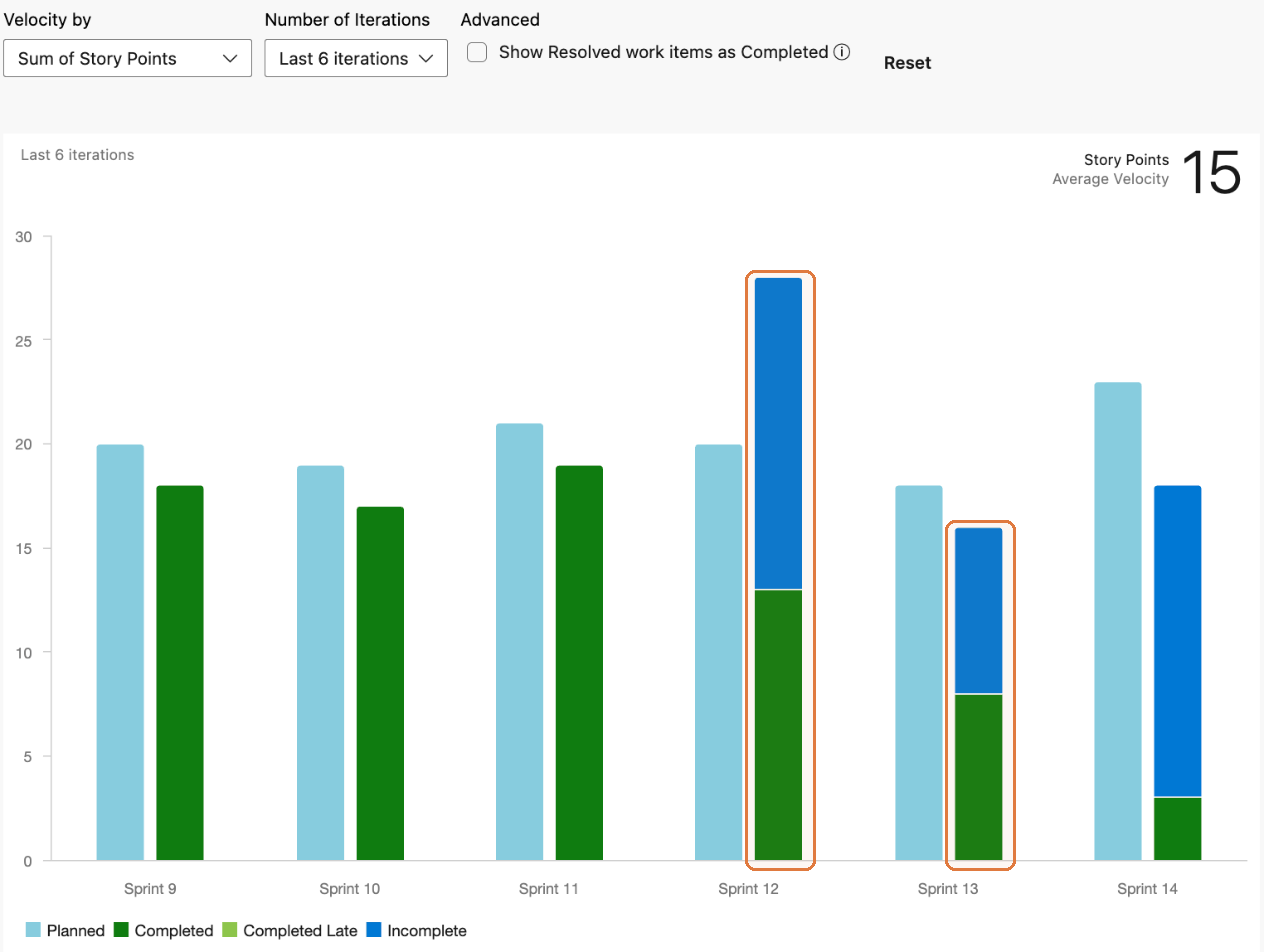 Velocity by
Number of Iterations
Advanced
Sum of Story Points
Last 6 iterations
Show Resolved work items as Completed
Reset
Last 6 iterations
Story Points
Average Velocity
15
30
25
20
15
10
5
0
Sprint 9
Sprint 10
Sprint 11
Sprint 12
Sprint 13
Sprint 14
Planned
Completed
Completed Late
Incomplete